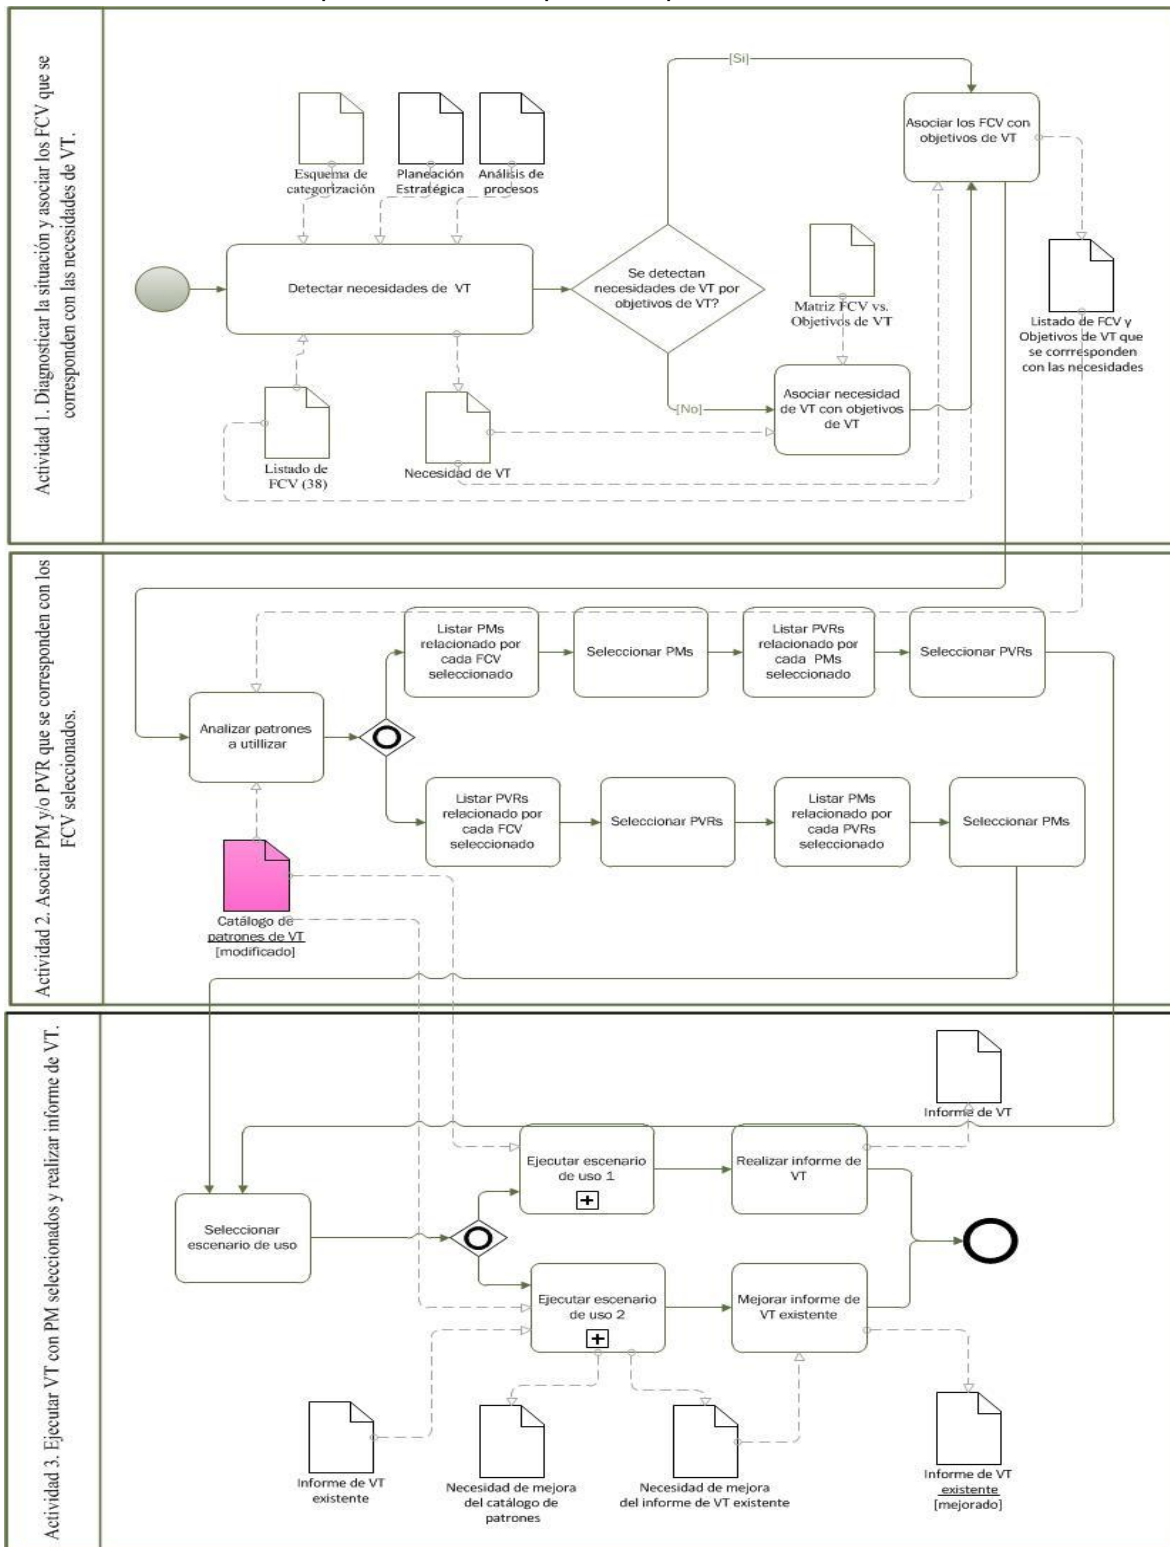 Actividad 1. Diagnosticar la situación y asociar los FCV que se
corresponden con las necesidades de VT.
[Si]
Esquema de
categorización
Planeación
Estratégica
Análisis de
procesos
Asociar los FCV con
objetivos de VT
Detectar necesidades de VT
Se detectan
necesidades de VT por
objetivos de VT?
Matriz FCV vs.
Objetivos de VT
Listado de FCV y
Objetivos de VT que
se corrresponden
con las necesidades
[No]
Asociar necesidad
de VT con objetivos
de VT
Listado de
FCV (38)
Necesidad de VT
Actividad 2. Asociar PM y/o PVR que se corresponden con los
FCV seleccionados.
Listar PMs
relacionado por
cada FCV
seleccionado
Seleccionar PMs
Listar PVRs
relacionado por
cada PMs
seleccionado
Seleccionar PVRs
Analizar patrones
a utillizar
Listar PVRs
relacionado por
cada FCV
seleccionado
Seleccionar PVRs
Listar PMs
relacionado por
cada PVRs
seleccionado
Seleccionar PMs
Catálogo de
patrones de VT
[modificado]
Actividad 3. Ejecutar VT con PM seleccionados y realizar informe de VT.
Informe de VT
Ejecutar escenario
de uso 1
Realizar informe de
VT
Seleccionar
escenario de uso
Ejecutar escenario
de uso 2
Mejorar informe de
VT existente
Informe de VT
existente
Necesidad de mejora
del catálogo de
patrones
Necesidad de mejora
del informe de VT existente
Informe de VT
existente
[mejorado]